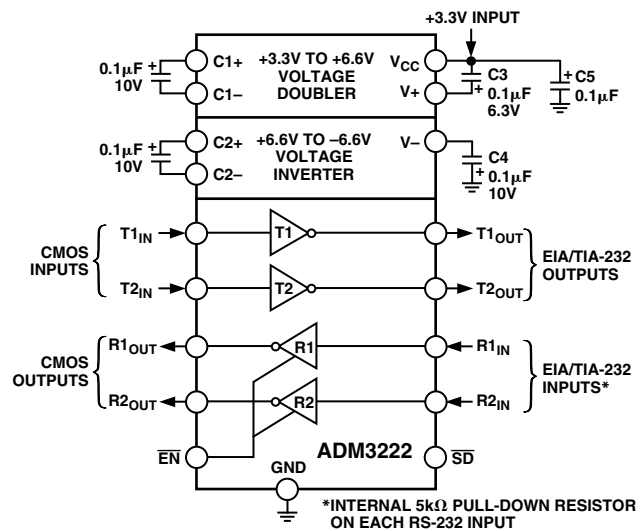 +3.3V INPUT
0.1μF
10V
+
C1+
C1–
+3.3V TO +6.6V
VOLTAGE
DOUBLER
VCC
V+
+
C3
0.1μF
6.3V
+
C5
0.1μF
0.1μF
10V
+
C2+
C2–
+6.6V TO –6.6V
VOLTAGE
INVERTER
V–
+
C4
0.1μF
10V
CMOS
INPUTS
T1IN
T1
T1OUT
T2IN
T2
T2OUT
EIA/TIA-232
OUTPUTS
CMOS
OUTPUTS
R1OUT
R1
R1IN
R2OUT
R2
R2IN
EIA/TIA-232
INPUTS*
EN
ADM3222
SD
GND
*INTERNAL 5kΩ PULL-DOWN RESISTOR
ON EACH RS-232 INPUT